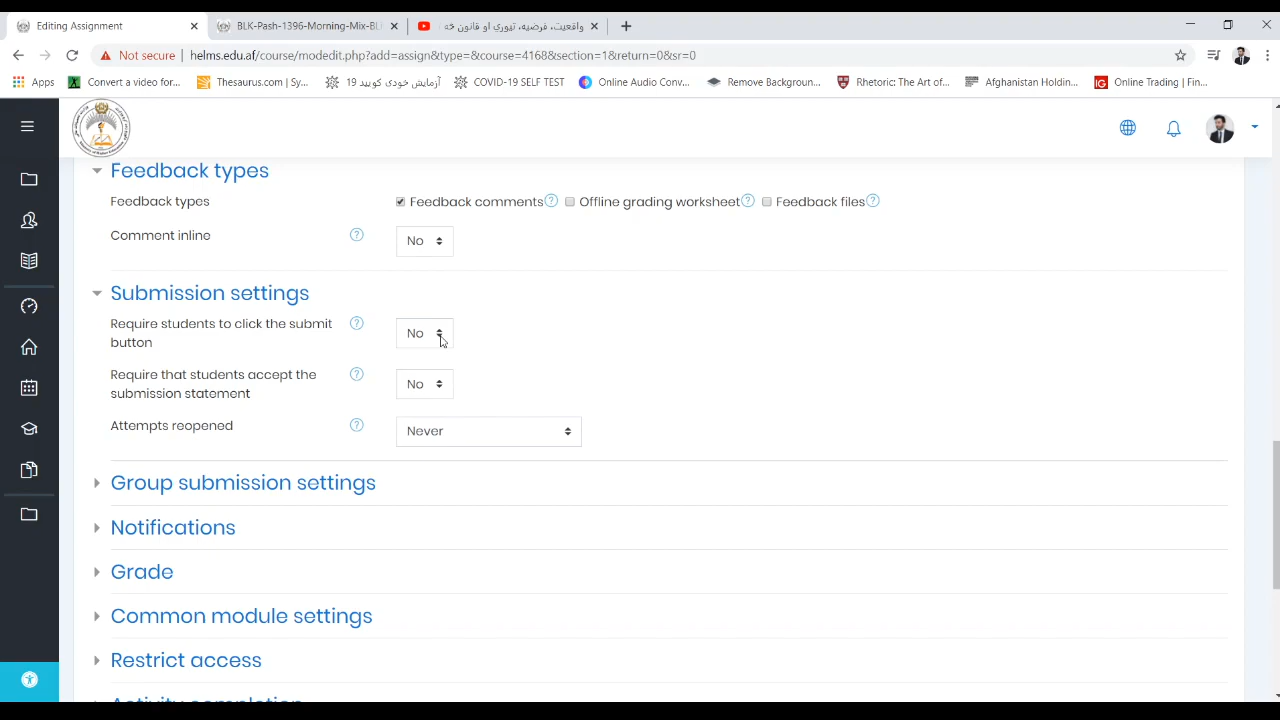 Editing Assignment
BLK-Pash-1396-Morning-Mix-BL
واقعیت، فرضیه، تیوري او قانون څه
Not secure
helms.edu.af/course/modedit.php?add=assign&type=&course=4168&section=1&return=0&sr=0
Apps
Convert a video for...
Thesaurus.com | Sy...
آزمایش خودی کویید 19
COVID-19 SELF TEST
Online Audio Conv...
Remove Backgroun...
Rhetoric: The Art of...
Afghanistan Holdin...
IG
Online Trading | Fin...
Feedback types
Feedback types
Feedback comments
Offline grading worksheet
Feedback files
Comment inline
No
Submission settings
Require students to click the submit
button
No
Require that students accept the
submission statement
No
Attempts reopened
Never
Group submission settings
Notifications
Grade
Common module settings
Restrict access
Activity completion